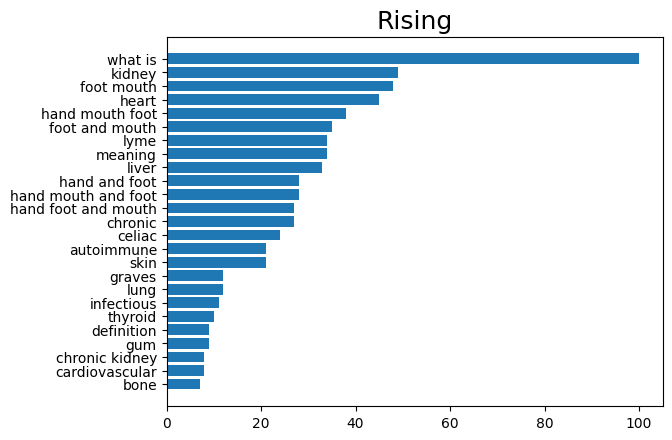 Rising
what is
kidney
foot mouth
heart
hand mouth foot
foot and mouth
lyme
meaning
liver
hand and foot
hand mouth and foot
hand foot and mouth
chronic
celiac
autoimmune
skin
graves
lung
infectious
thyroid
definition
gum
chronic kidney
cardiovascular
bone
0 20 40 60 80 100